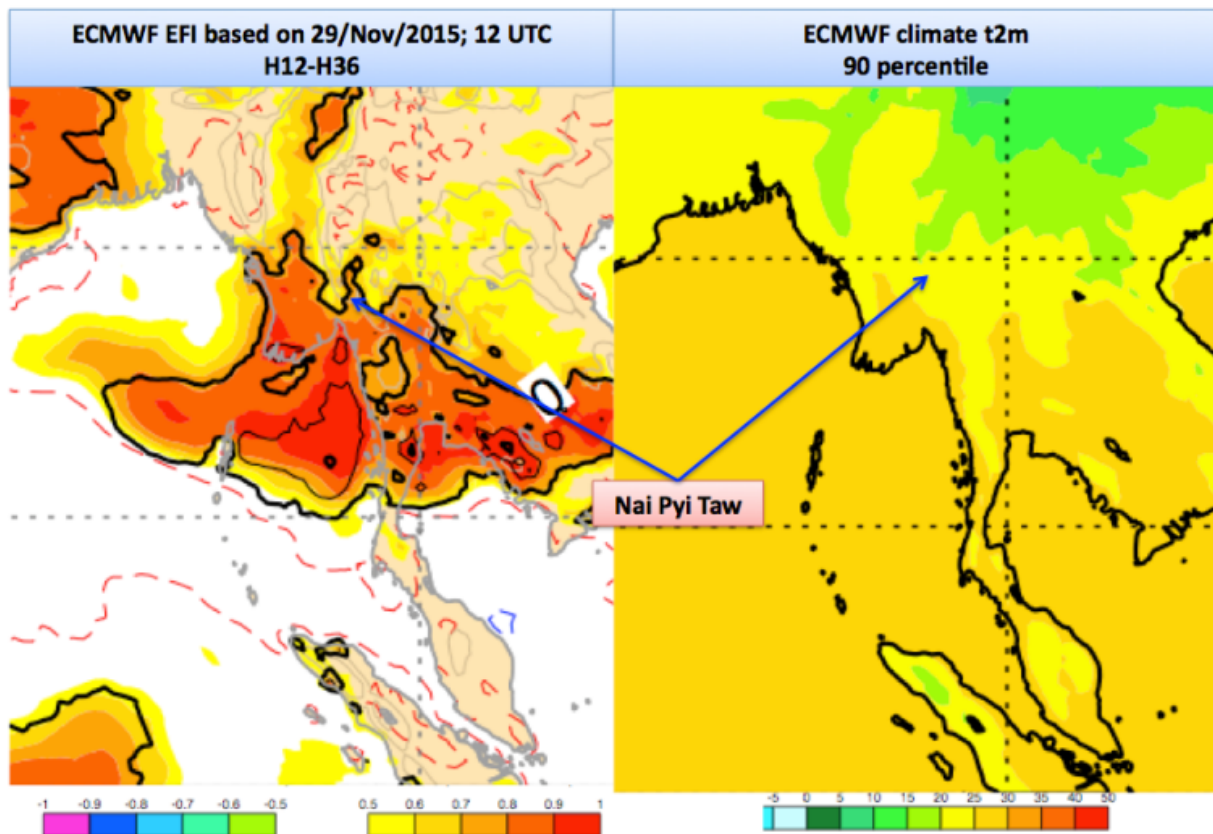 ECMWF EFI based on 29/Nov/2015; 12 UTC
H12-H36
ECMWF climate t2m
90 percentile
0
Nai Pyi Taw
-1 -0.9 -0.8 -0.7 -0.6 -0.5 0.5 0.6 0.7 0.8 0.9 1
-5 0 5 10 15 20 25 30 35 40 50